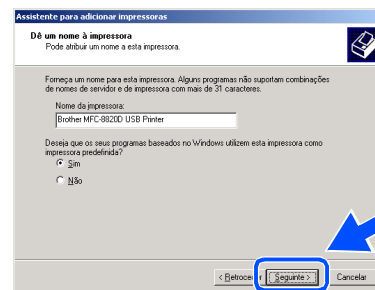 Assistente para adicionar impressoras
Dê um nome à impressora
Pode atribuir um nome a esta impressora.
Forneça um nome para esta impressora. Alguns programas não suportam combinações
de nomes de servidor e de impressora com mais de 31 caracteres.
Nome da impressora:
Brother MFC-8820D USB Printer
Deseja que os seus programas baseados no Windows utilizem esta impressora como
impressora predefinida?
Sim
Não
< Retroceder Seguinte > Cancelar